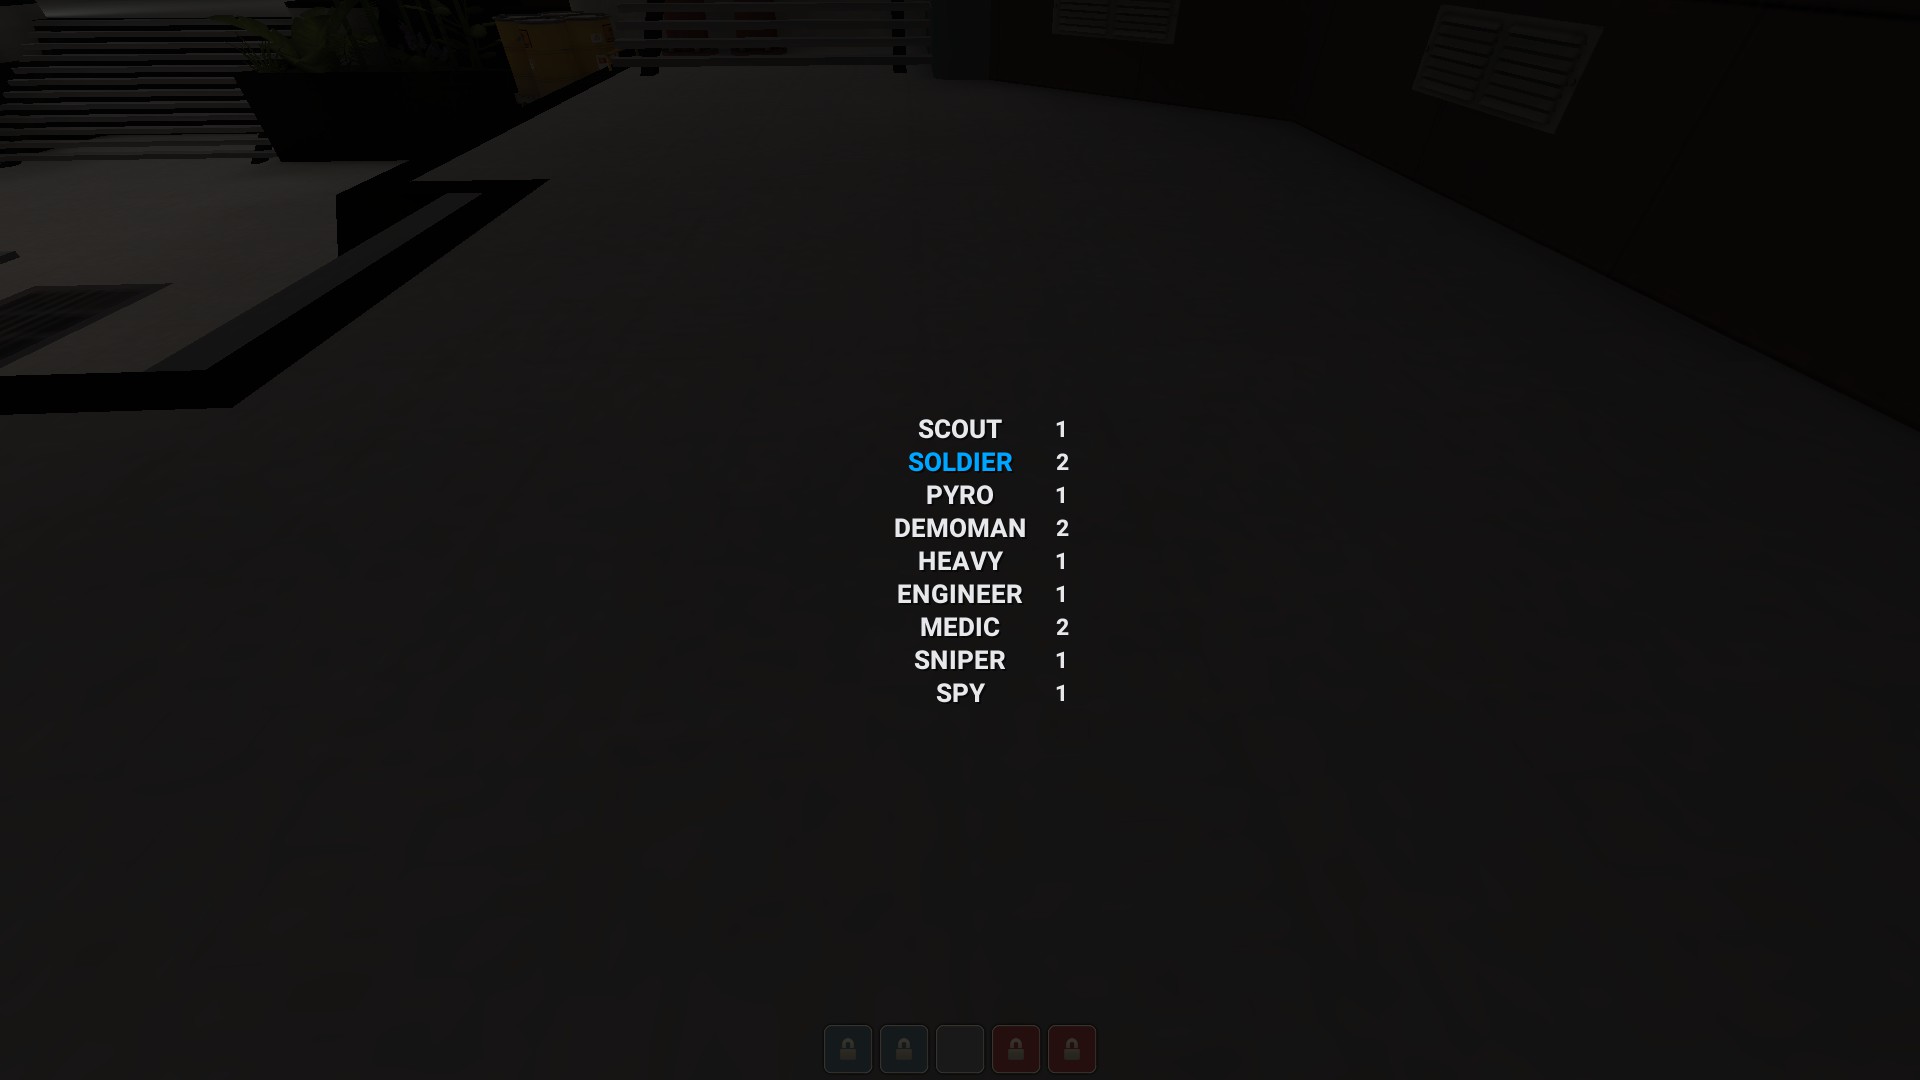 SCOUT 1
SOLDIER 2
PYRO 1
DEMOMAN 2
HEAVY 1
ENGINEER 1
MEDIC 2
SNIPER 1
SPY 1